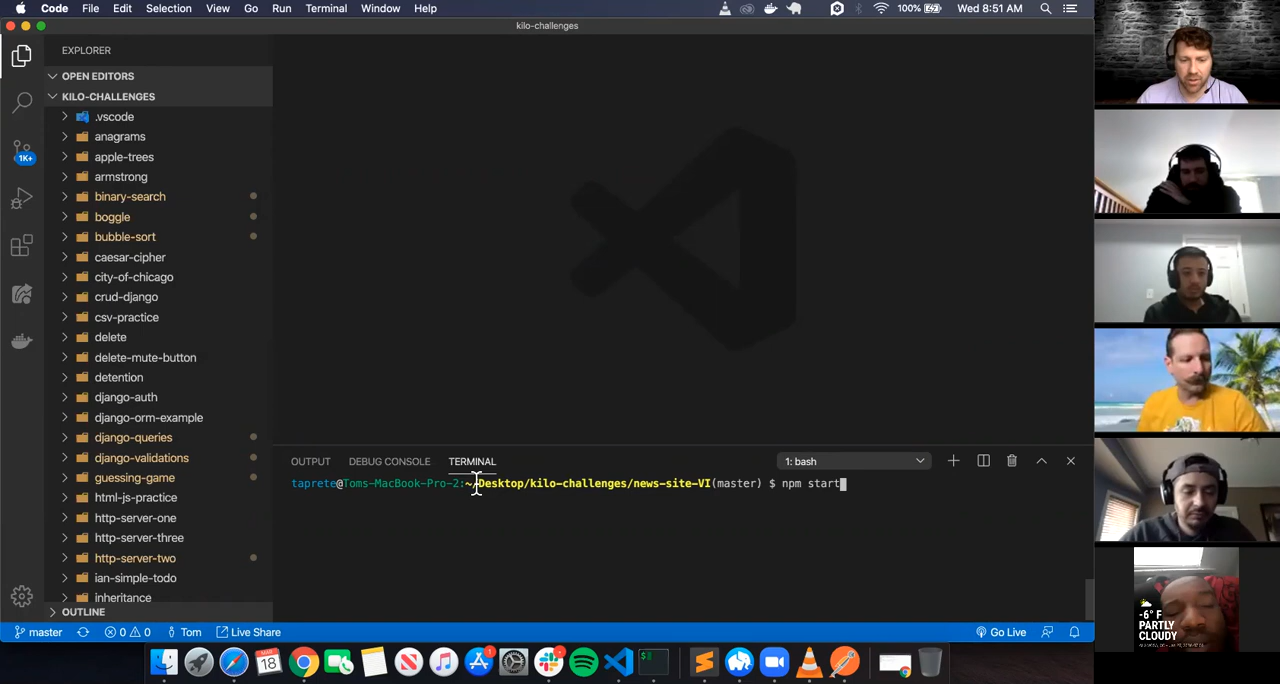 Code File Edit Selection View Go Run Terminal Window Help 100% Wed 8:51 AM
kilo-challenges
EXPLORER
OPEN EDITORS
KILO-CHALLENGES
.vscode
anagrams
apple-trees
armstrong
1K+
binary-search
boggle
bubble-sort
caesar-cipher
city-of-chicago
crud-django
csv-practice
delete
delete-mute-button
detention
django-auth
django-orm-example
django-queries
django-validations
guessing-game
html-js-practice
http-server-one
http-server-three
http-server-two
ian-simple-todo
inheritance
OUTLINE
OUTPUT DEBUG CONSOLE TERMINAL 1: bash
taprete@Toms-MacBook-Pro-2:~/Desktop/kilo-challenges/news-site-VI(master) $ npm start
master 0 0 Tom Live Share Go Live
MAR
18
1
-6° F
PARTLY
CLOUDY